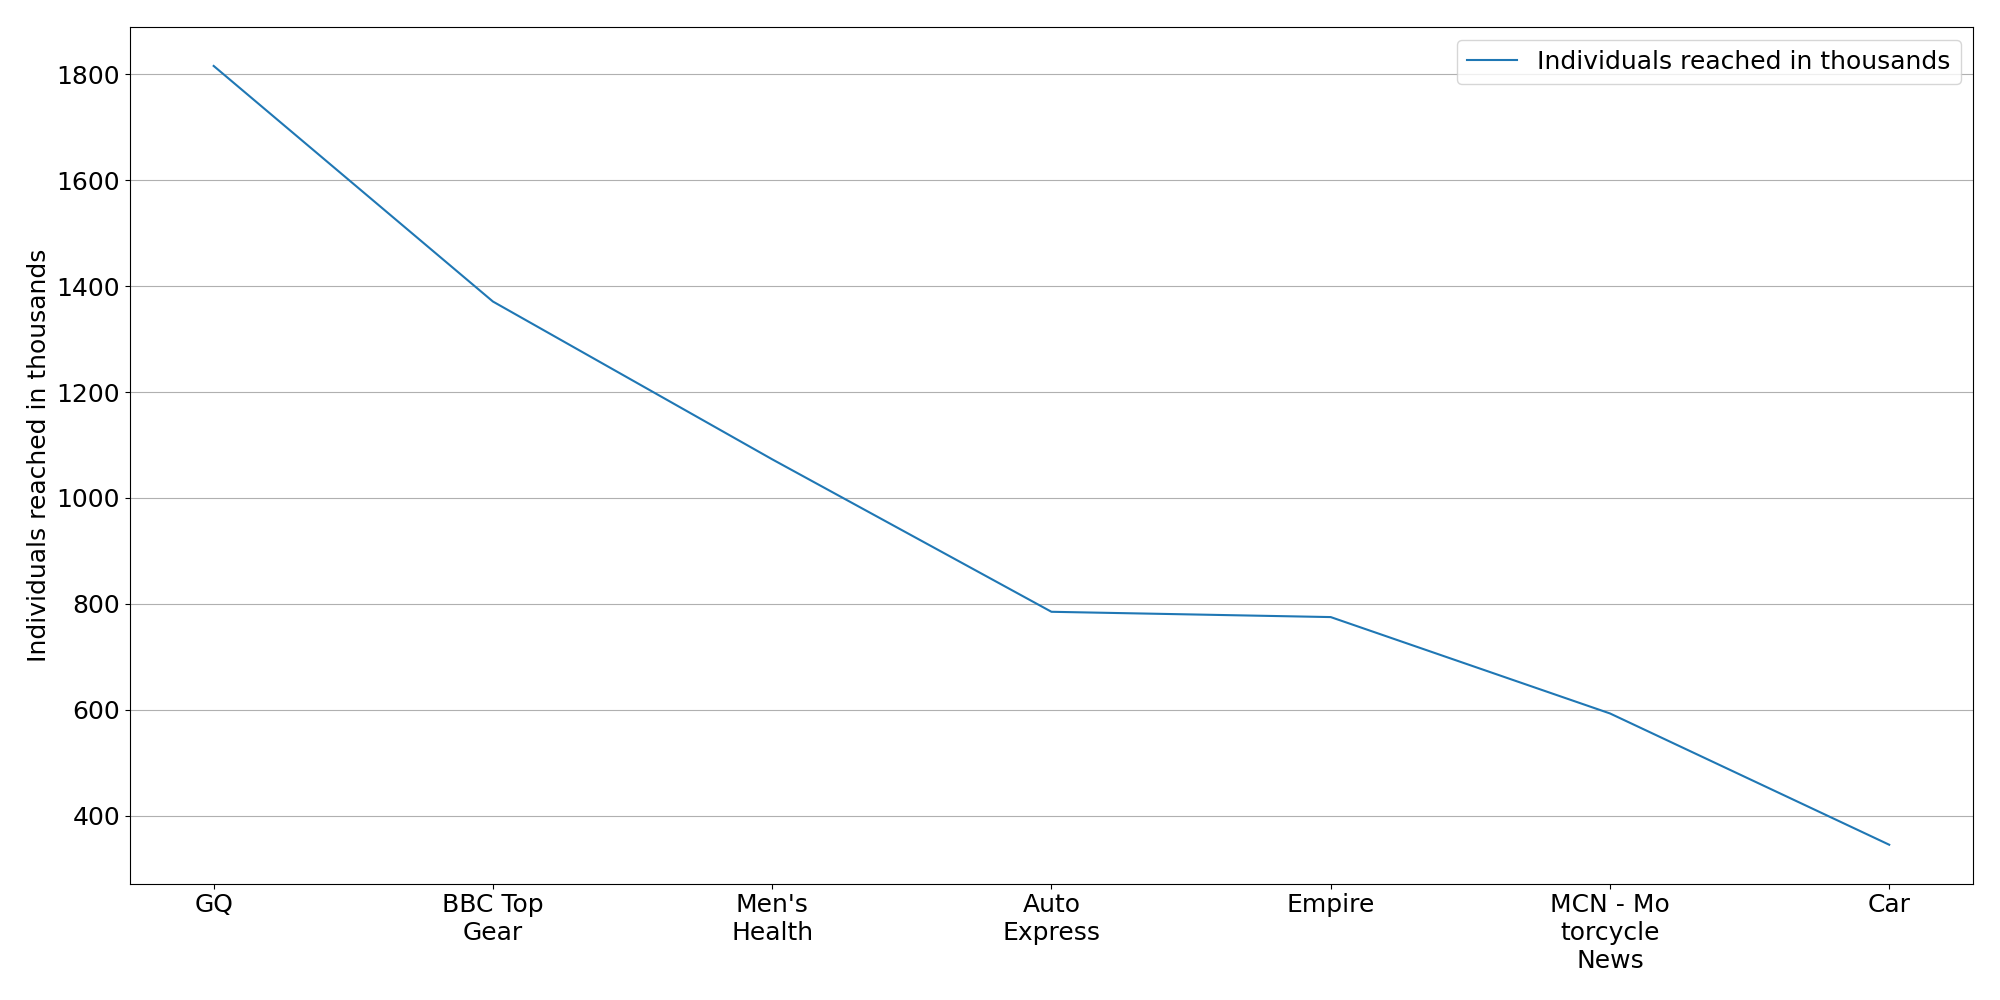 Individuals reached in thousands
1800
1600
1400
1200
1000
800
600
400
Individuals reached in thousands
GQ
BBC Top
Gear
Men's
Health
Auto
Express
Empire
MCN - Mo
torcycle
News
Car